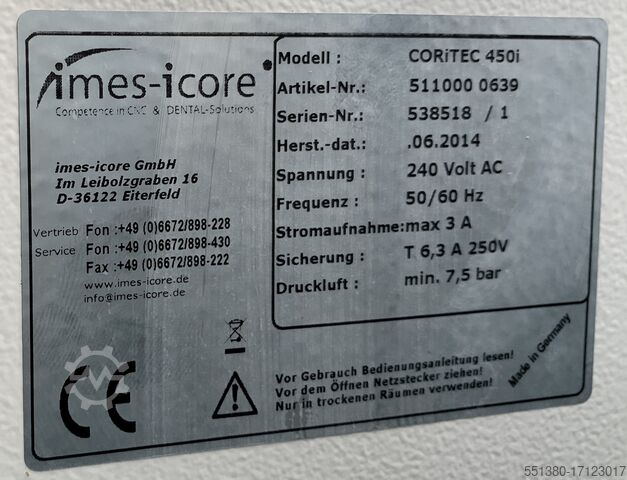 imes-icore®
Competence in CNC & DENTAL-Solutions
imes-icore GmbH
Im Leibolzgraben 16
D-36122 Eiterfeld
Vertrieb Fon :+49 (0)6672/898-228
Service Fon :+49 (0)6672/898-430
Fax :+49 (0)6672/898-222
www.imes-icore.de
info@imes-icore.de
Modell : CORiTEC 450i
Artikel-Nr.: 511000 0639
Serien-Nr.: 538518 / 1
Herst.-dat.: .06.2014
Spannung : 240 Volt AC
Frequenz : 50/60 Hz
Stromaufnahme:max 3 A
Sicherung : T 6,3 A 250V
Druckluft : min. 7,5 bar
CE
Vor Gebrauch Bedienungsanleitung lesen!
Vor dem Öffnen Netzstecker ziehen!
Nur in trockenen Räumen verwenden!
Made in Germany
551380-17123017